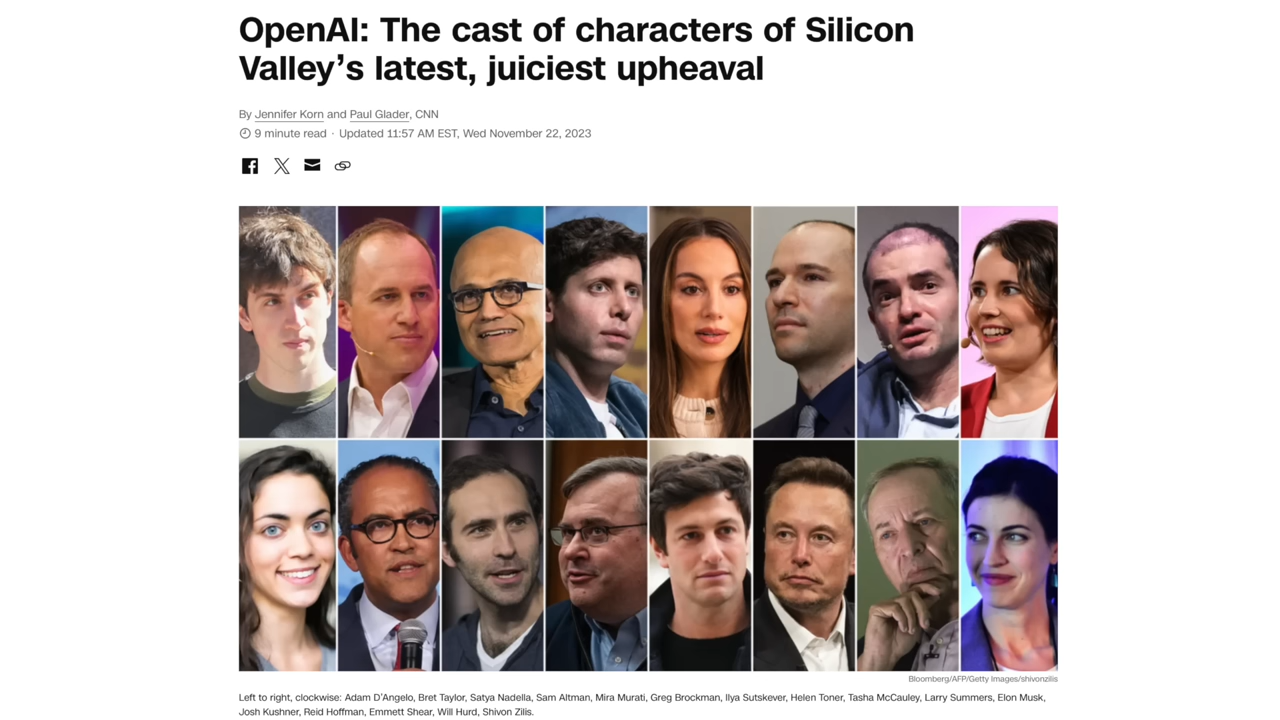 OpenAI: The cast of characters of Silicon
Valley’s latest, juiciest upheaval
By Jennifer Korn and Paul Glader, CNN
9 minute read · Updated 11:57 AM EST, Wed November 22, 2023
Bloomberg/AFP/Getty Images/shivonzilis
Left to right, clockwise: Adam D’Angelo, Bret Taylor, Satya Nadella, Sam Altman, Mira Murati, Greg Brockman, Ilya Sutskever, Helen Toner, Tasha McCauley, Larry Summers, Elon Musk,
Josh Kushner, Reid Hoffman, Emmett Shear, Will Hurd, Shivon Zilis.